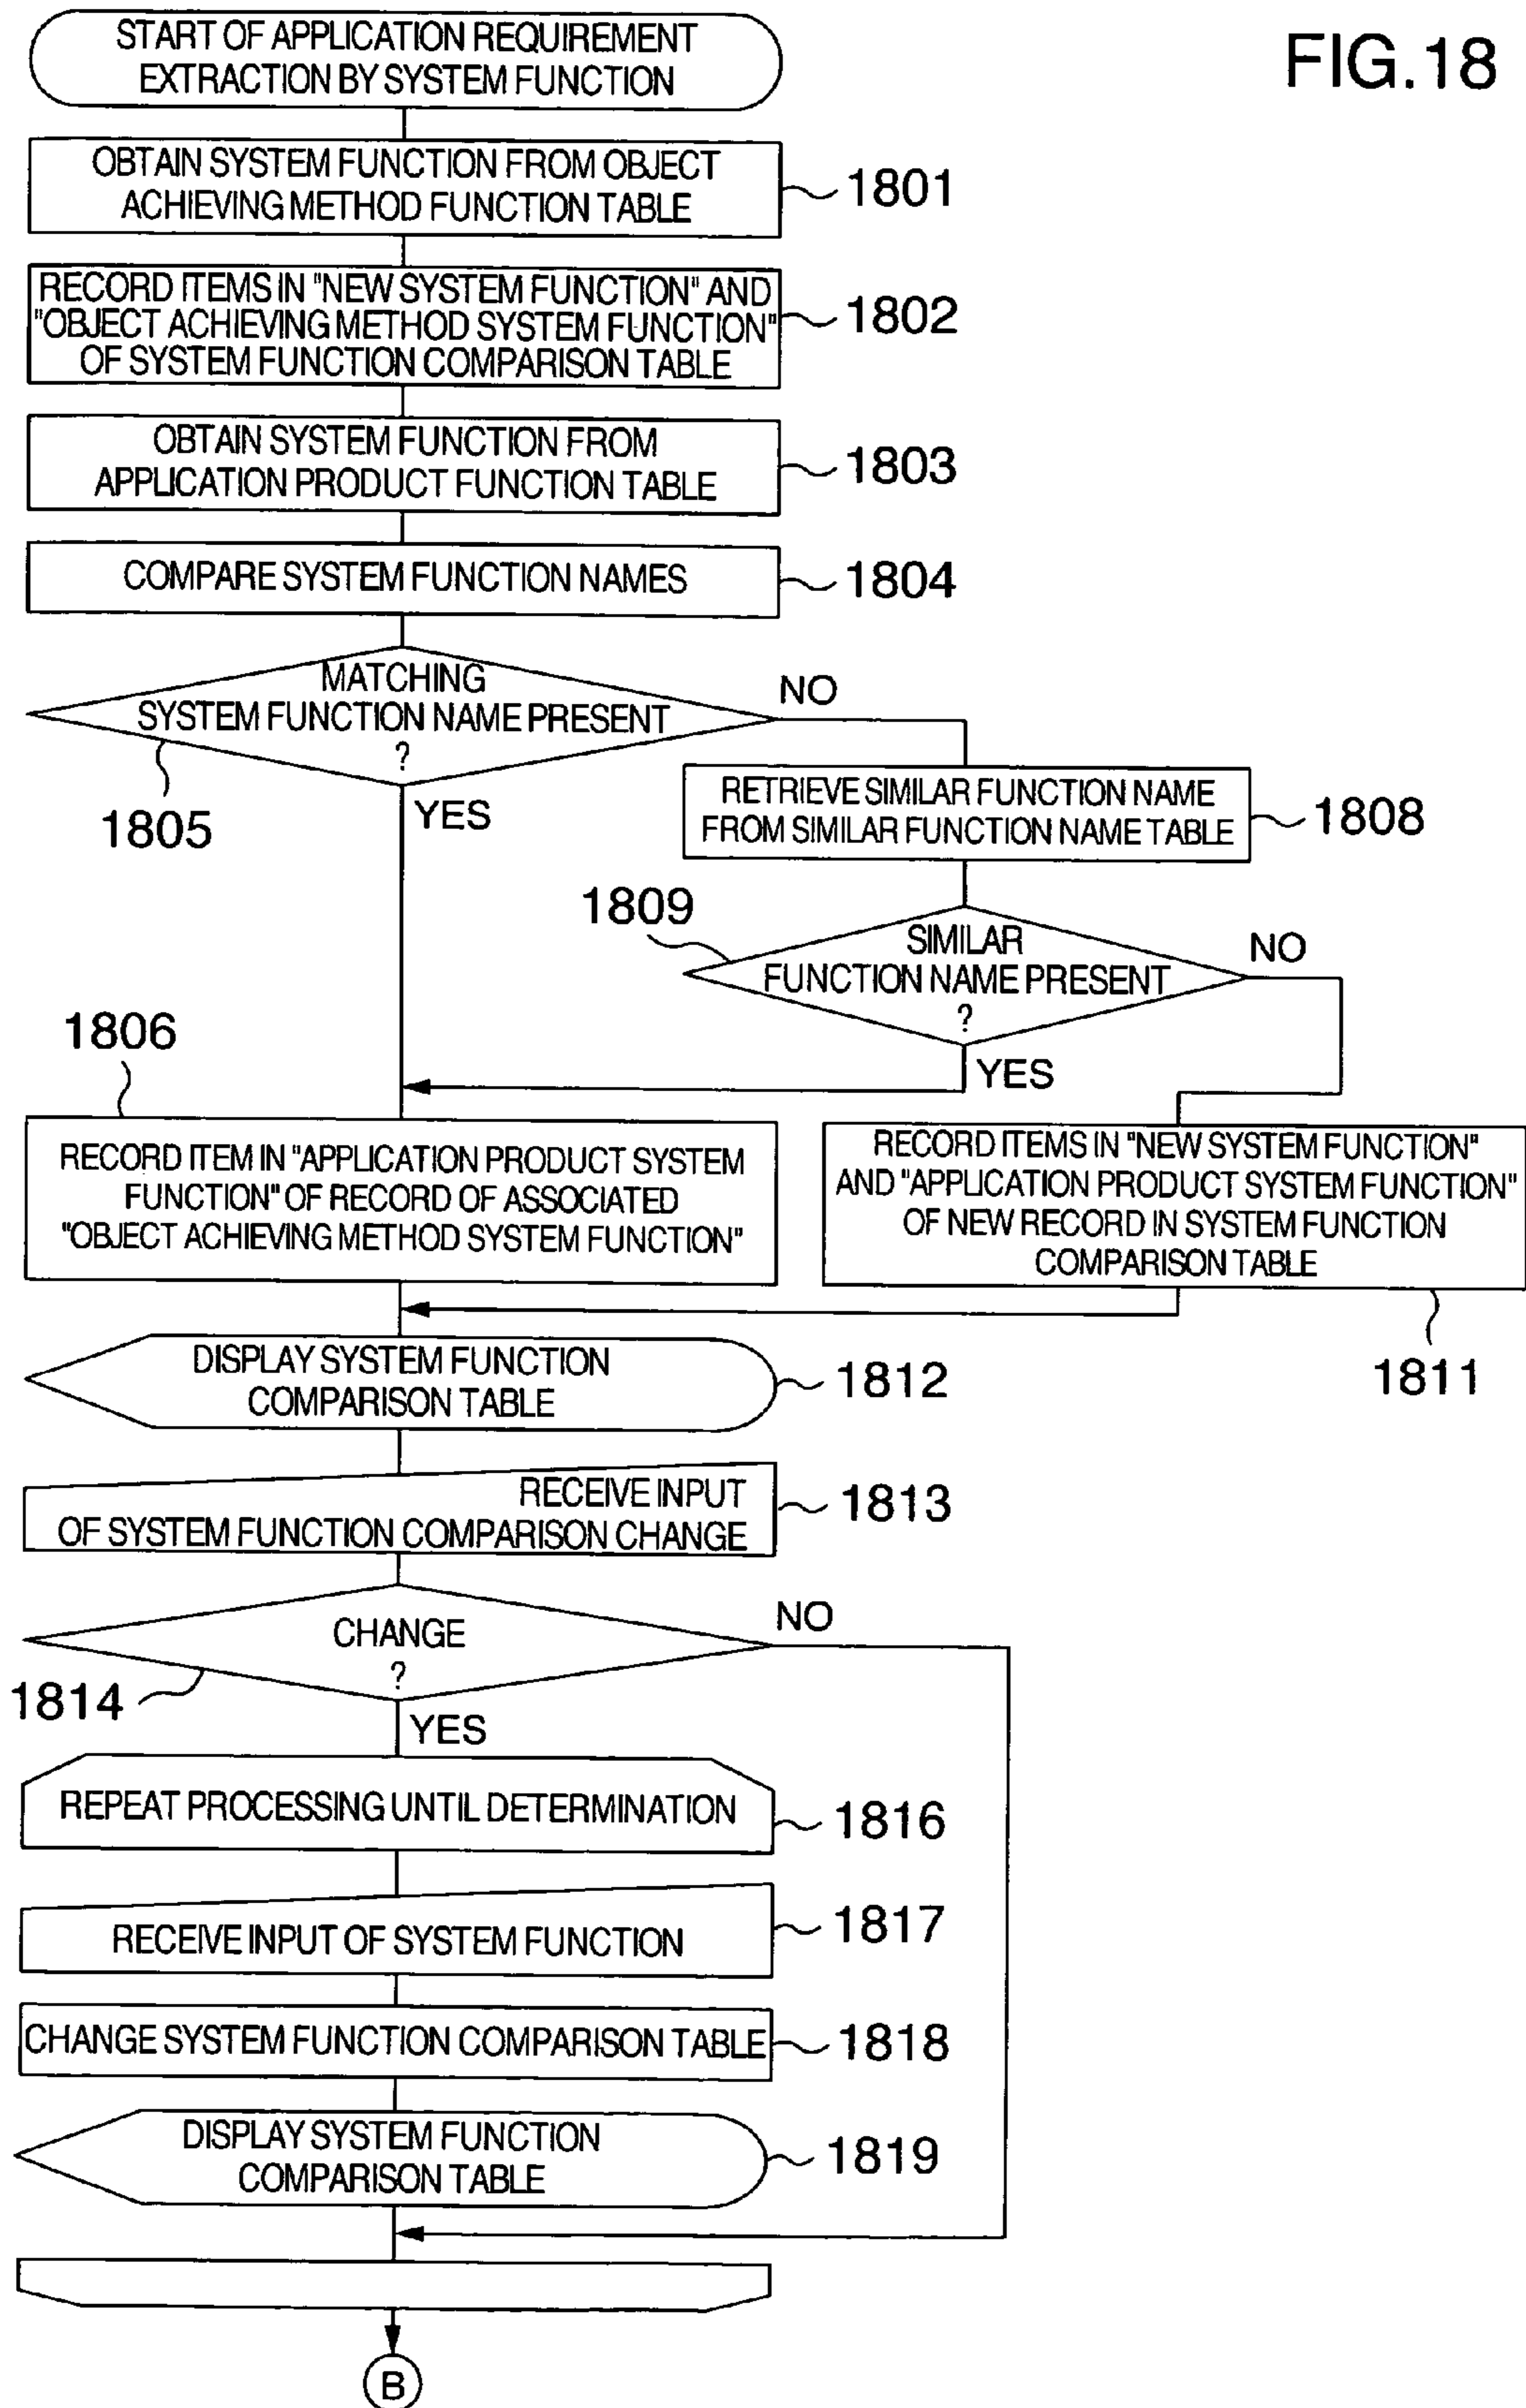 FIG.18
START OF APPLICATION REQUIREMENT
EXTRACTION BY SYSTEM FUNCTION
OBTAIN SYSTEM FUNCTION FROM OBJECT
ACHIEVING METHOD FUNCTION TABLE
1801
RECORD ITEMS IN "NEW SYSTEM FUNCTION" AND
"OBJECT ACHIEVING METHOD SYSTEM FUNCTION"
OF SYSTEM FUNCTION COMPARISON TABLE
1802
OBTAIN SYSTEM FUNCTION FROM
APPLICATION PRODUCT FUNCTION TABLE
1803
COMPARE SYSTEM FUNCTION NAMES
1804
MATCHING
SYSTEM FUNCTION NAME PRESENT
?
NO
YES
1805
RETRIEVE SIMILAR FUNCTION NAME
FROM SIMILAR FUNCTION NAME TABLE
1808
1809
SIMILAR
FUNCTION NAME PRESENT
?
NO
YES
1806
RECORD ITEM IN "APPLICATION PRODUCT SYSTEM
FUNCTION" OF RECORD OF ASSOCIATED
"OBJECT ACHIEVING METHOD SYSTEM FUNCTION"
RECORD ITEMS IN "NEW SYSTEM FUNCTION"
AND "APPLICATION PRODUCT SYSTEM FUNCTION"
OF NEW RECORD IN SYSTEM FUNCTION
COMPARISON TABLE
1811
DISPLAY SYSTEM FUNCTION
COMPARISON TABLE
1812
RECEIVE INPUT
OF SYSTEM FUNCTION COMPARISON CHANGE
1813
CHANGE
?
NO
1814
YES
REPEAT PROCESSING UNTIL DETERMINATION
1816
RECEIVE INPUT OF SYSTEM FUNCTION
1817
CHANGE SYSTEM FUNCTION COMPARISON TABLE
1818
DISPLAY SYSTEM FUNCTION
COMPARISON TABLE
1819
B